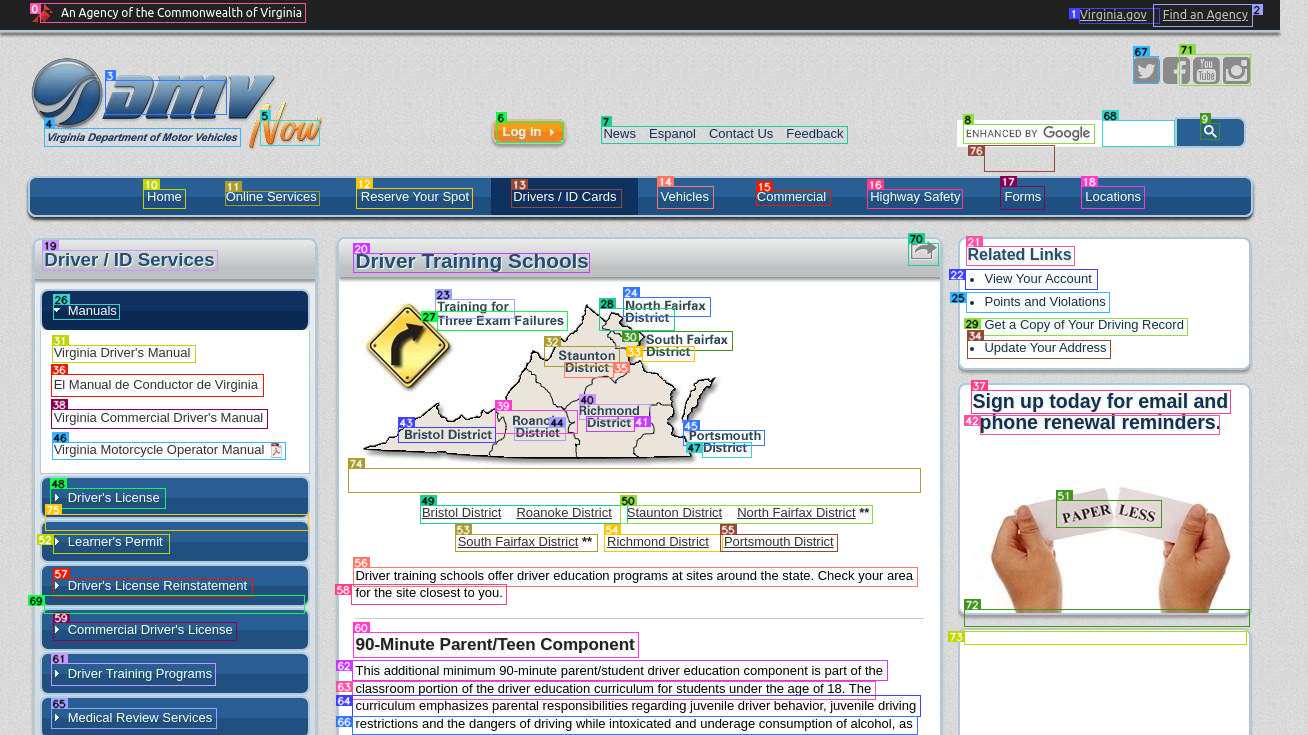 An Agency of the Commonwealth of Virginia
Virginia.gov
Find an Agency
DMV Now
Virginia Department of Motor Vehicles
Log In
News
Espanol
Contact Us
Feedback
ENHANCED BY Google
Home
Online Services
Reserve Your Spot
Drivers / ID Cards
Vehicles
Commercial
Highway Safety
Forms
Locations
Driver / ID Services
Manuals
Virginia Driver's Manual
El Manual de Conductor de Virginia
Virginia Commercial Driver's Manual
Virginia Motorcycle Operator Manual
Driver's License
Learner's Permit
Driver's License Reinstatement
Commercial Driver's License
Driver Training Programs
Medical Review Services
Driver Training Schools
Training for
Three Exam Failures
North Fairfax
District
South Fairfax
District
Staunton
District
Richmond
District
Roanoke
District
Bristol District
Portsmouth
District
Bristol District Roanoke District Staunton District North Fairfax District **
South Fairfax District ** Richmond District Portsmouth District
Driver training schools offer driver education programs at sites around the state. Check your area
for the site closest to you.
90-Minute Parent/Teen Component
This additional minimum 90-minute parent/student driver education component is part of the
classroom portion of the driver education curriculum for students under the age of 18. The
curriculum emphasizes parental responsibilities regarding juvenile driver behavior, juvenile driving
restrictions and the dangers of driving while intoxicated and underage consumption of alcohol, as
Related Links
View Your Account
Points and Violations
Get a Copy of Your Driving Record
Update Your Address
Sign up today for email and
phone renewal reminders.
PAPER LESS
You
Tube